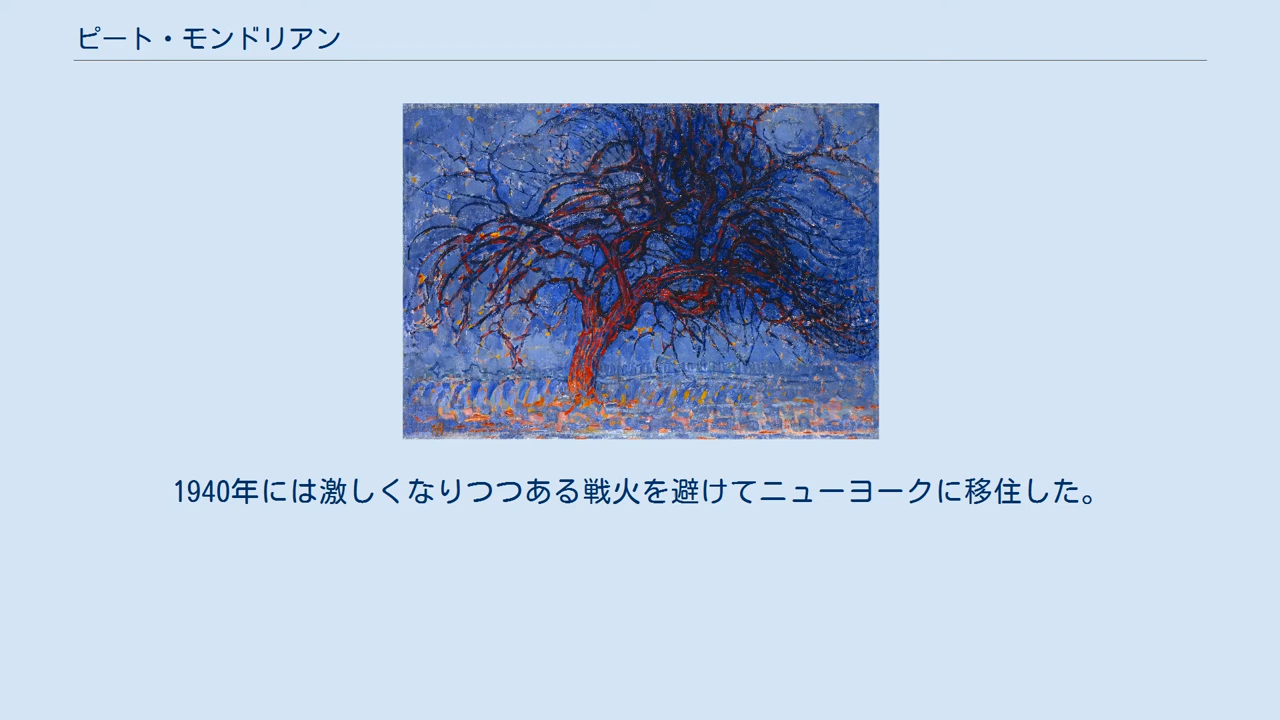 ピート・モンドリアン
1940年には激しくなりつつある戦火を避けてニューヨークに移住した。